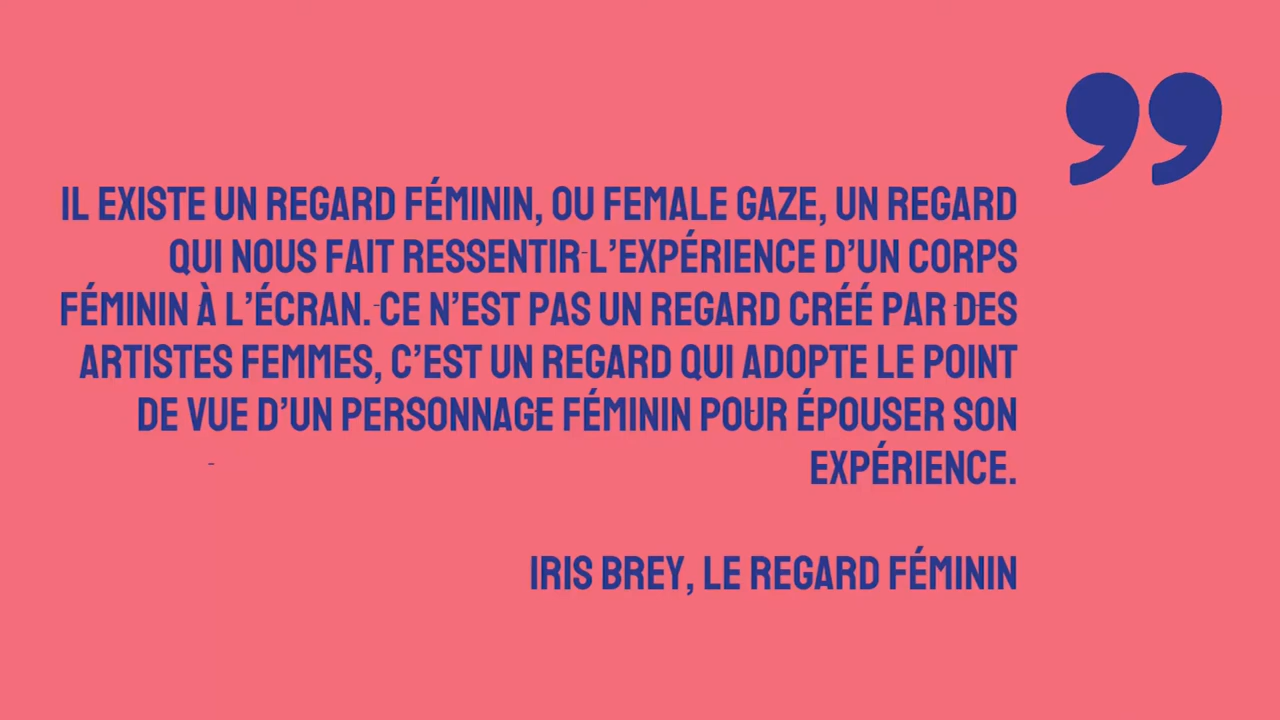 IL EXISTE UN REGARD FÉMININ, OU FEMALE GAZE, UN REGARD
QUI NOUS FAIT RESSENTIR L’EXPÉRIENCE D’UN CORPS
FÉMININ À L’ÉCRAN. CE N’EST PAS UN REGARD CRÉÉ PAR DES
ARTISTES FEMMES, C’EST UN REGARD QUI ADOPTE LE POINT
DE VUE D’UN PERSONNAGE FÉMININ POUR ÉPOUSER SON
EXPÉRIENCE.
IRIS BREY, LE REGARD FÉMININ